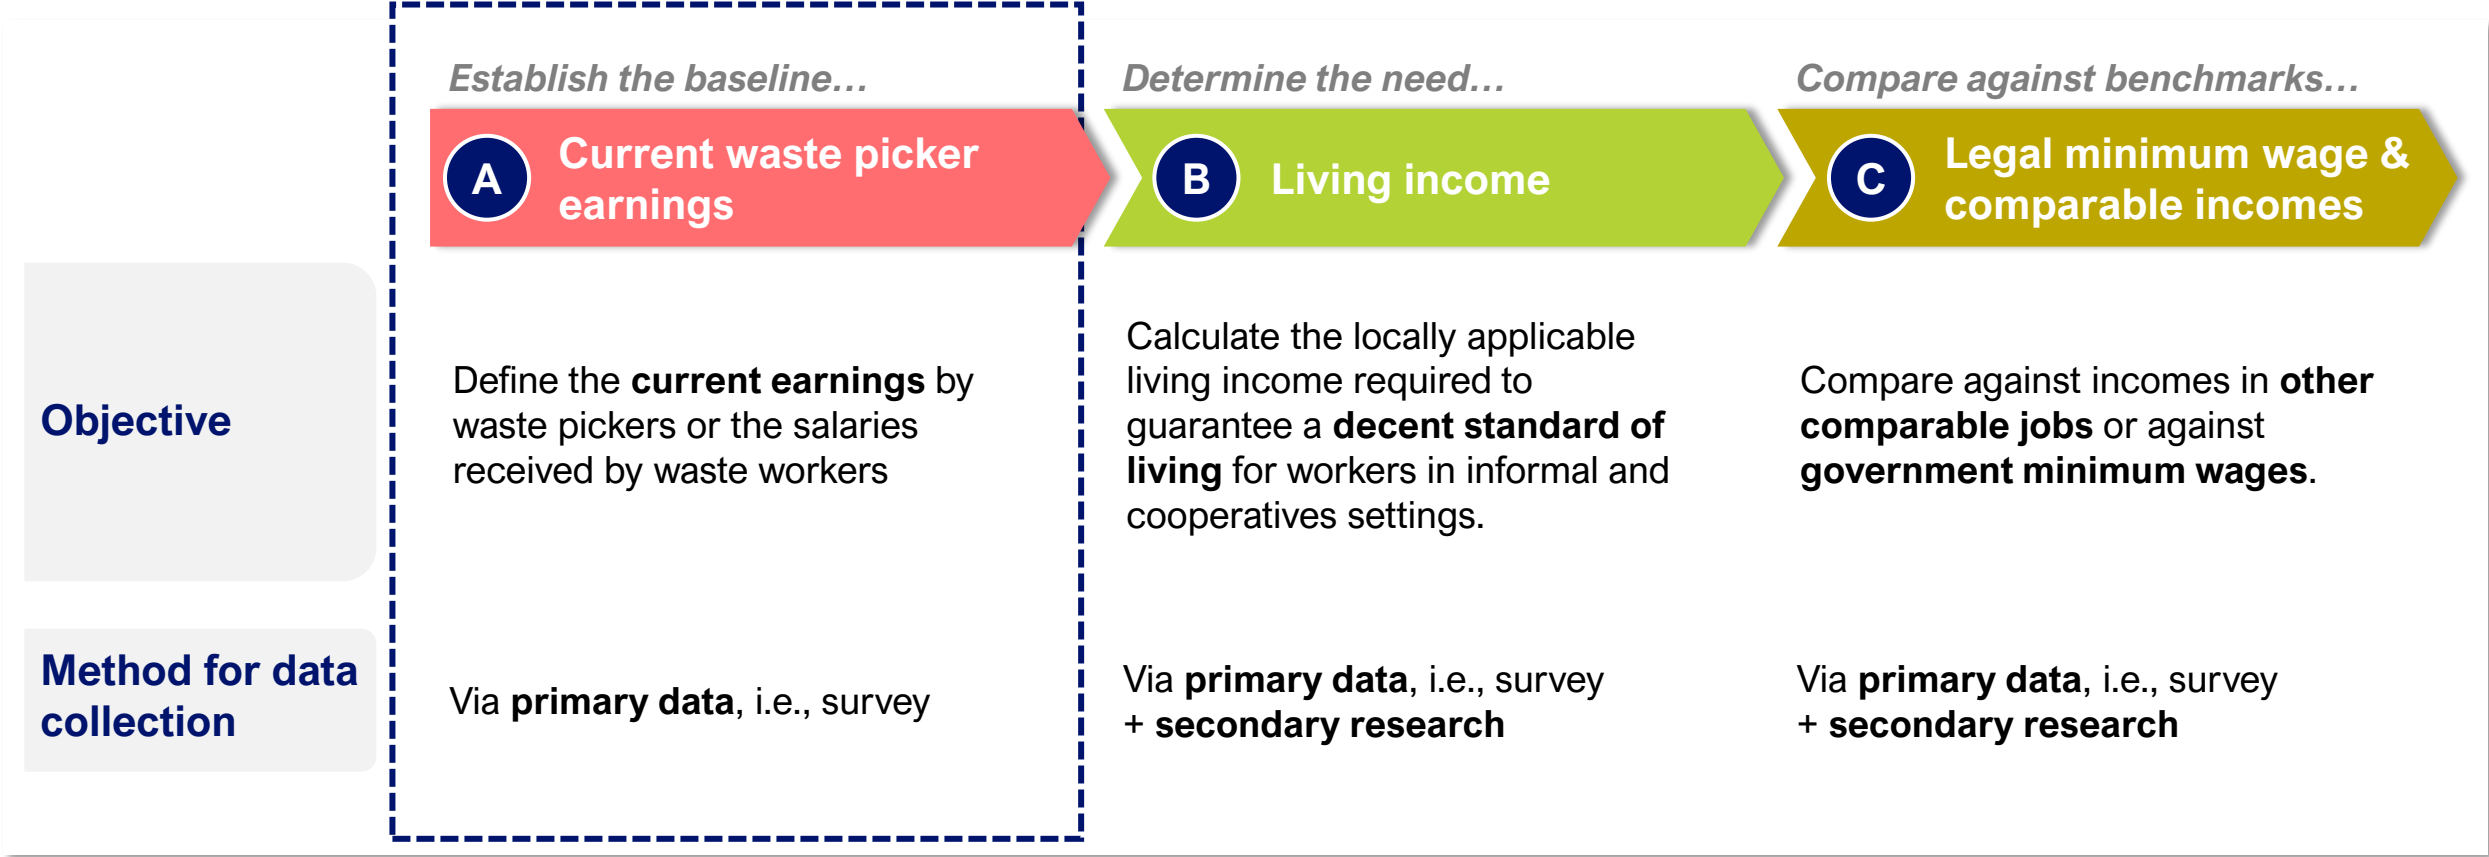 Establish the baseline…
Determine the need…
Compare against benchmarks…
A
Current waste picker
earnings
B
Living income
C
Legal minimum wage &
comparable incomes
Objective
Define the current earnings by
waste pickers or the salaries
received by waste workers
Calculate the locally applicable
living income required to
guarantee a decent standard of
living for workers in informal and
cooperatives settings.
Compare against incomes in other
comparable jobs or against
government minimum wages.
Method for data
collection
Via primary data, i.e., survey
Via primary data, i.e., survey
+ secondary research
Via primary data, i.e., survey
+ secondary research